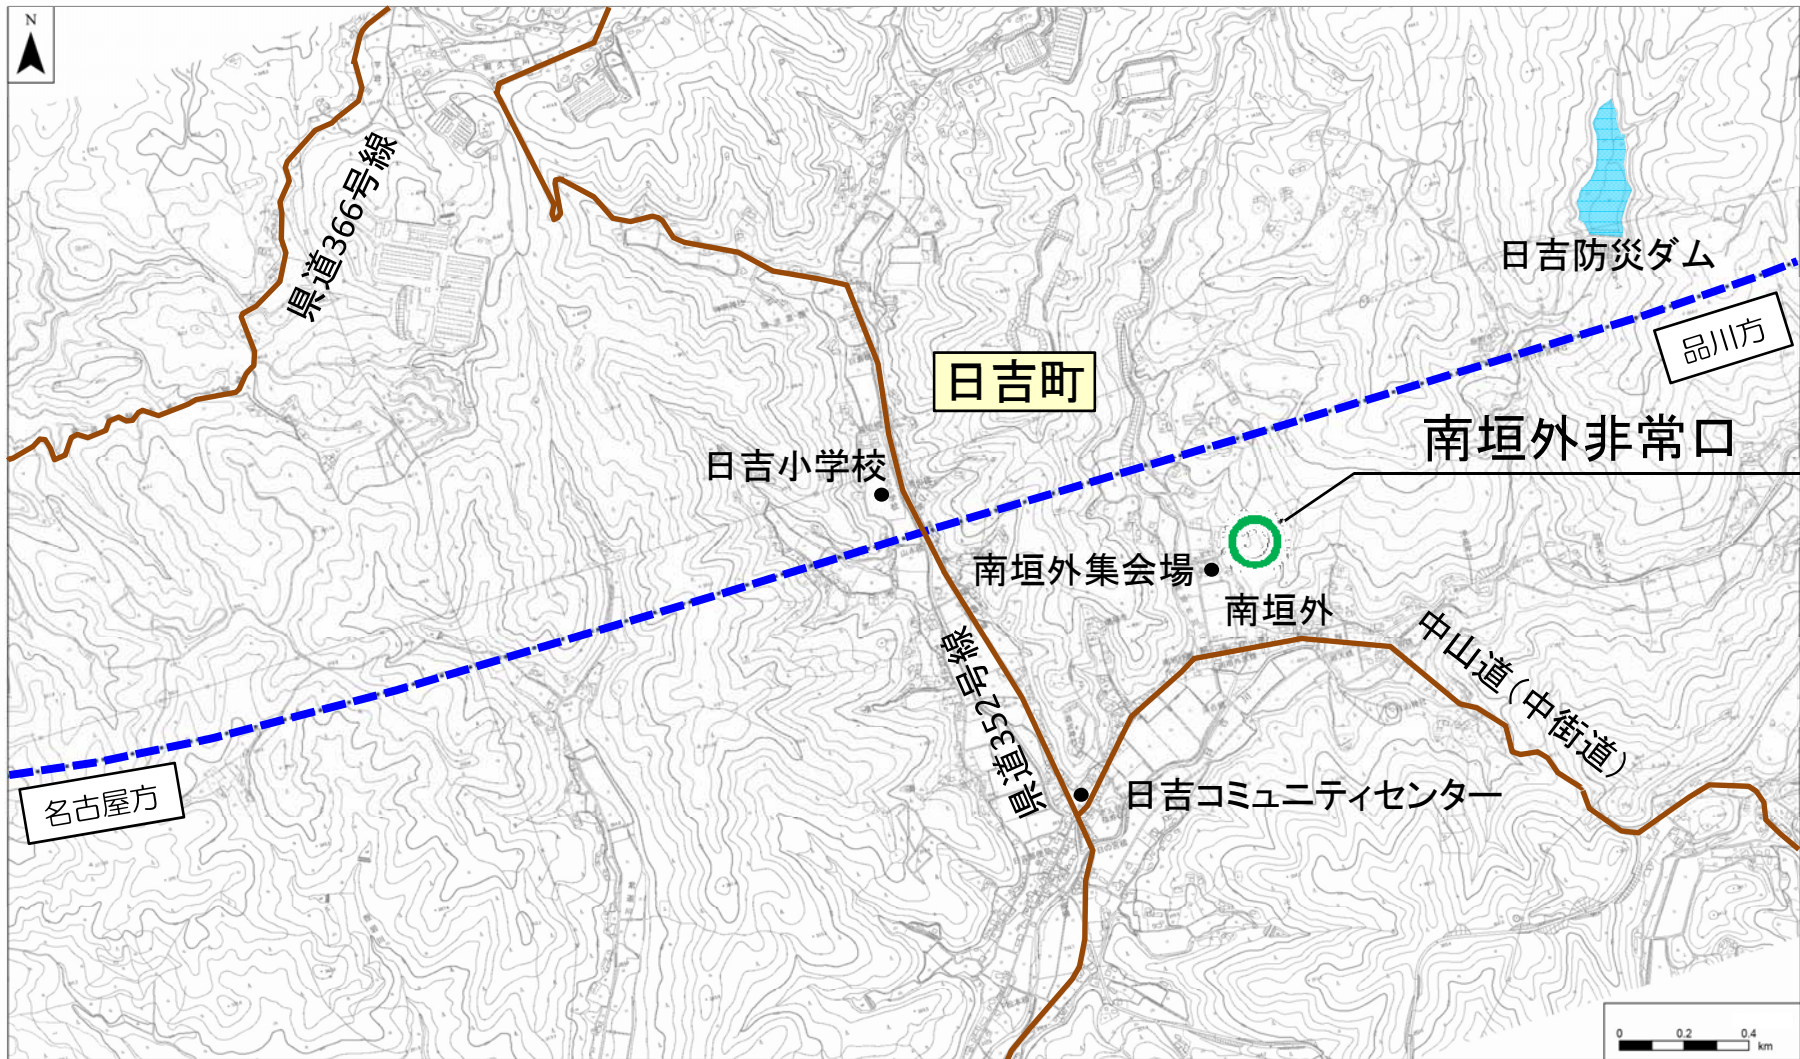 N
県道366号線
日吉防災ダム
品川方
日吉町
南垣外非常口
日吉小学校
南垣外集会場
南垣外
中山道(中街道)
県道352号線
名古屋方
日吉コミュニティセンター
0 0.2 0.4
km